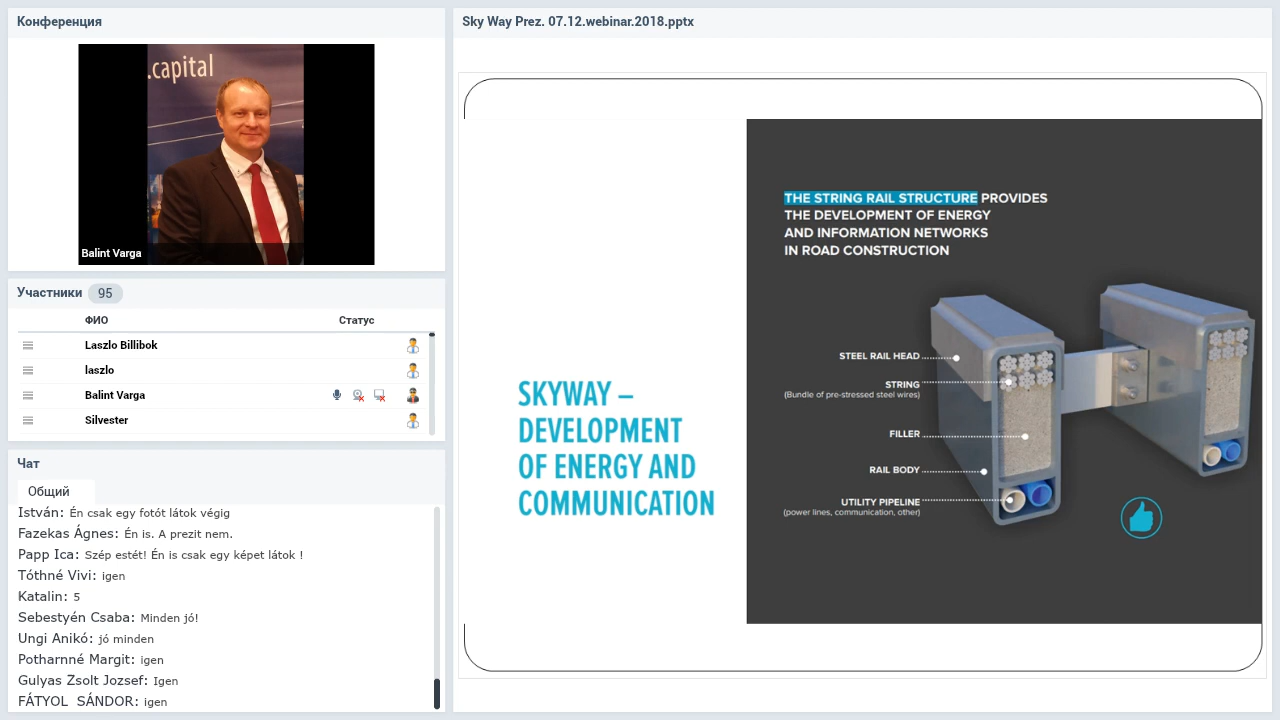 Конференция
.capital
Balint Varga
Участники 95
ФИО Статус
Laszlo Billibok
laszlo
Balint Varga
Silvester
Чат
Общий
István: Én csak egy fotót látok végig
Fazekas Ágnes: Én is. A prezit nem.
Papp Ica: Szép estét! Én is csak egy képet látok !
Tóthné Vivi: igen
Katalin: 5
Sebestyén Csaba: Minden jó!
Ungi Anikó: jó minden
Potharnné Margit: igen
Gulyas Zsolt Jozsef: Igen
FÁTYOL SÁNDOR: igen
Sky Way Prez. 07.12.webinar.2018.pptx
SKYWAY –
DEVELOPMENT
OF ENERGY AND
COMMUNICATION
THE STRING RAIL STRUCTURE PROVIDES
THE DEVELOPMENT OF ENERGY
AND INFORMATION NETWORKS
IN ROAD CONSTRUCTION
STEEL RAIL HEAD
STRING
(Bundle of pre-stressed steel wires)
FILLER
RAIL BODY
UTILITY PIPELINE
(power lines, communication, other)